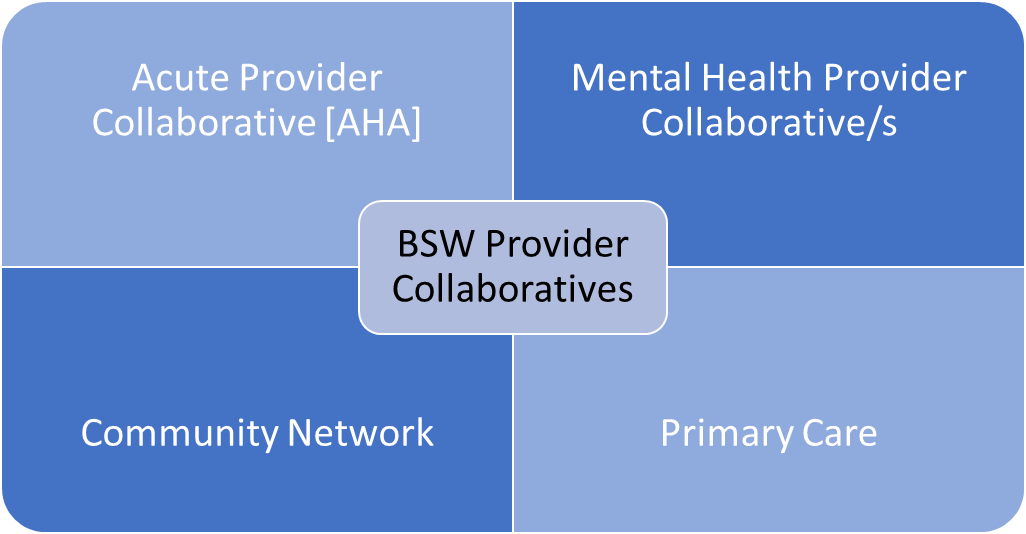 Acute Provider
Collaborative [AHA]
Mental Health Provider
Collaborative/s
BSW Provider
Collaboratives
Community Network
Primary Care